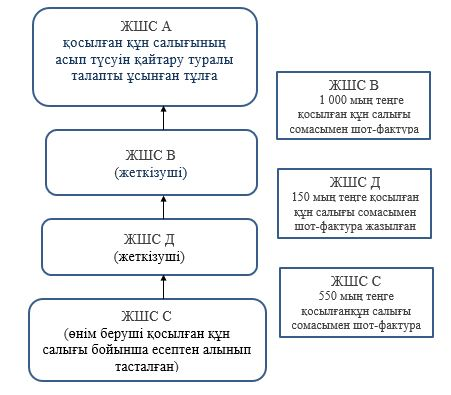 ЖШС А
қосылған құн салығының
асып түсуін қайтару туралы
талапты ұсынған тұлға
ЖШС В
1 000 мың теңге
қосылған құн салығы
сомасымен шот-фактура
ЖШС В
(жеткізуші)
ЖШС Д
150 мың теңге қосылған
құн салығы сомасымен
шот-фактура жазылған
ЖШС Д
(жеткізуші)
ЖШС С
550 мың теңге
қосылғанқұн салығы
сомасымен шот-фактура
ЖШС С
(өнім беруші қосылған құн
салығы бойынша есептен алынып
тасталған)